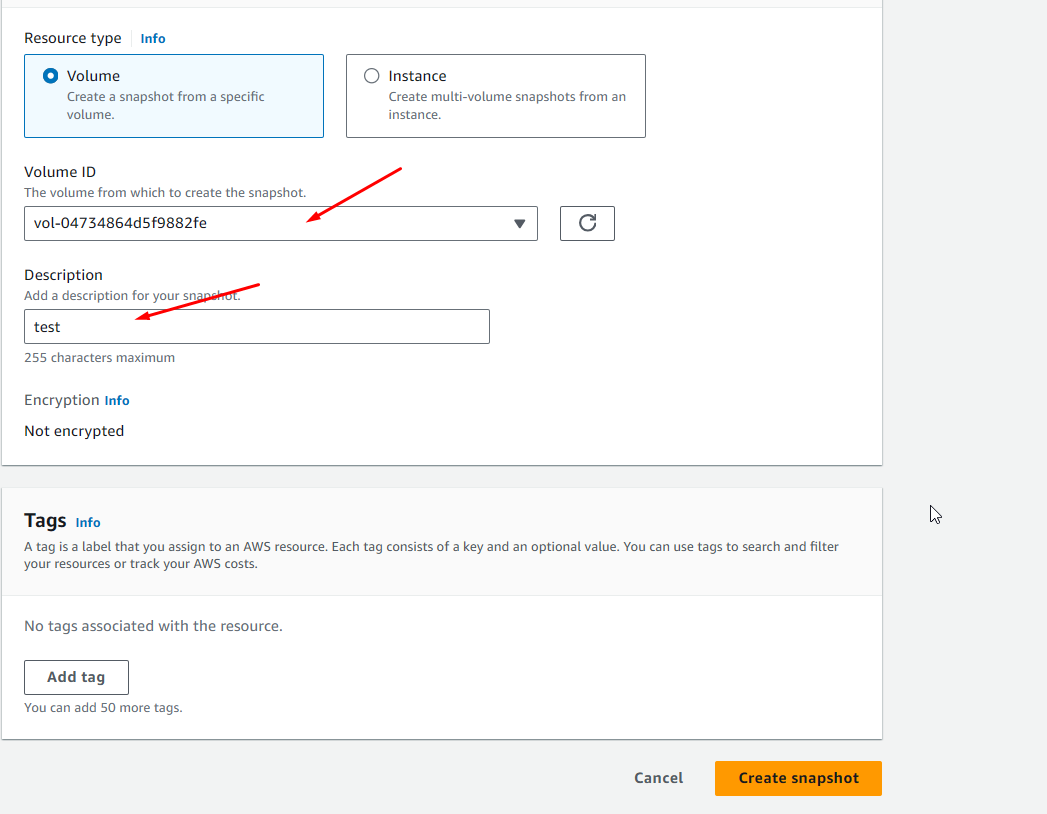 Resource type Info
Volume
Create a snapshot from a specific
volume.
Instance
Create multi-volume snapshots from an
instance.
Volume ID
The volume from which to create the snapshot.
vol-04734864d5f9882fe
Description
Add a description for your snapshot.
test
255 characters maximum
Encryption Info
Not encrypted
Tags Info
A tag is a label that you assign to an AWS resource. Each tag consists of a key and an optional value. You can use tags to search and filter
your resources or track your AWS costs.
No tags associated with the resource.
Add tag
You can add 50 more tags.
Cancel Create snapshot